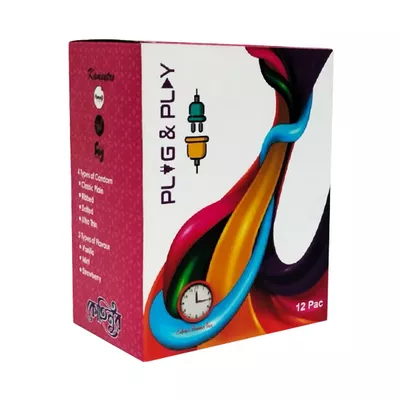 Kamasutra
4 Types of Condom
• Classic Plain
• Ribbed
• Dotted
• Ultra Thin
3 Types of Flavour
• Vanilla
• Mint
• Strawberry
PLUG & PLAY
12 Pac